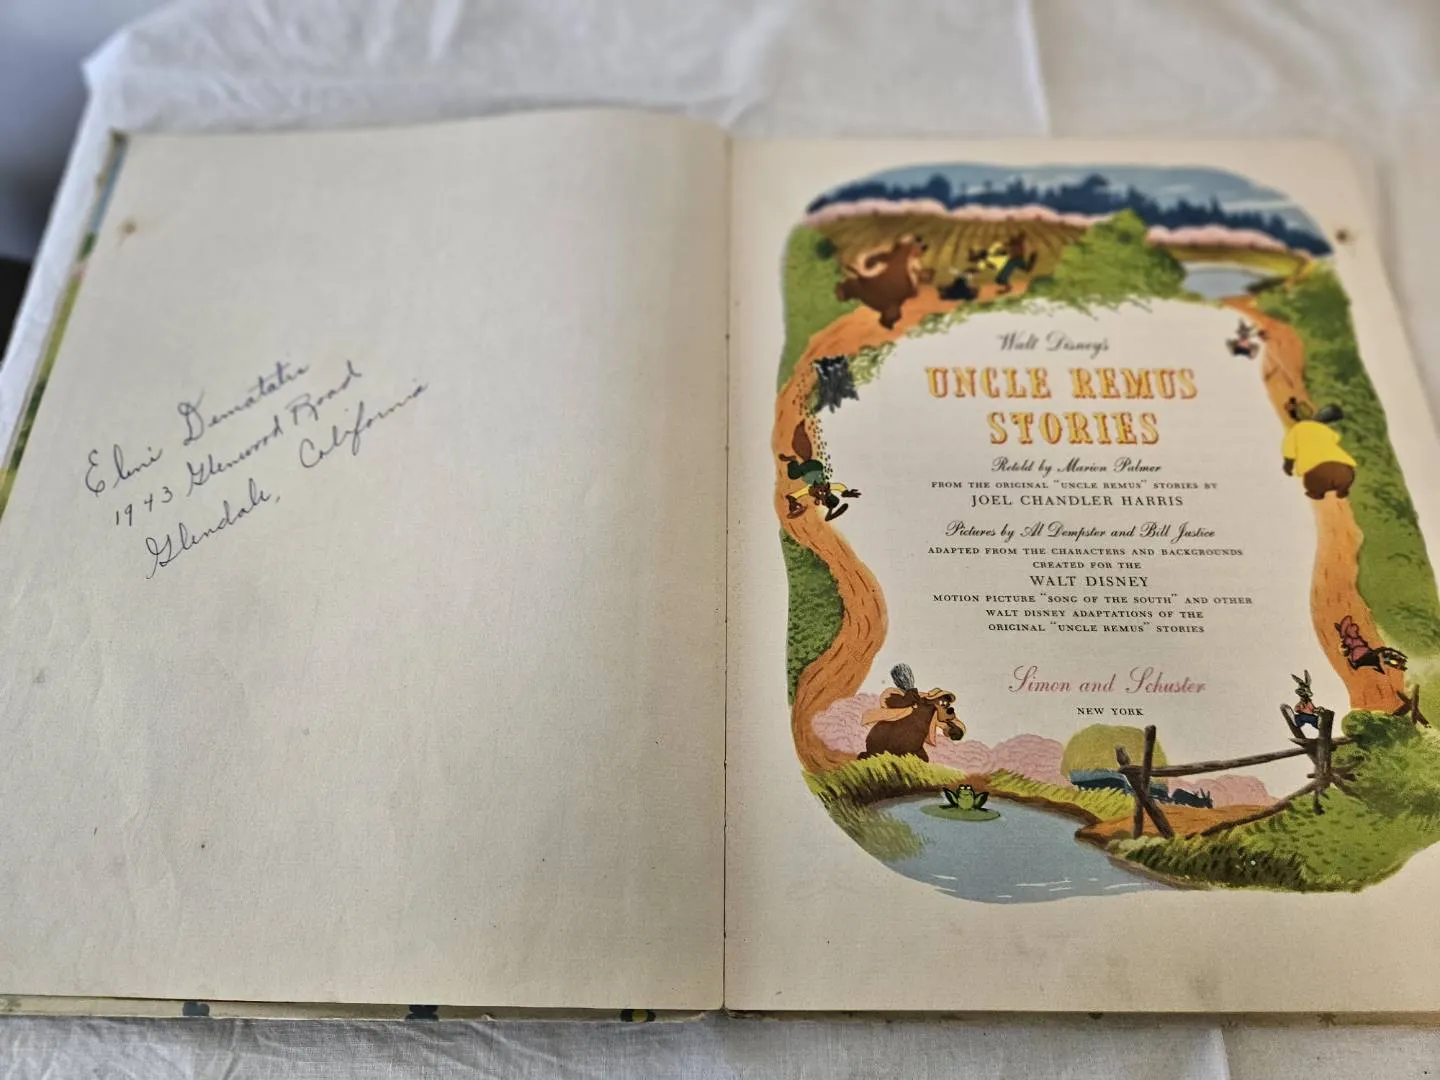 Eleni Demetatis
1943 Glenwood Road
Glendale, California
Walt Disney's
UNCLE REMUS
STORIES
Retold by Marion Palmer
FROM THE ORIGINAL "UNCLE REMUS" STORIES BY
JOEL CHANDLER HARRIS
Pictures by Al Dempster and Bill Justice
ADAPTED FROM THE CHARACTERS AND BACKGROUNDS
CREATED FOR THE
WALT DISNEY
MOTION PICTURE "SONG OF THE SOUTH" AND OTHER
WALT DISNEY ADAPTATIONS OF THE
ORIGINAL "UNCLE REMUS" STORIES
Simon and Schuster
NEW YORK